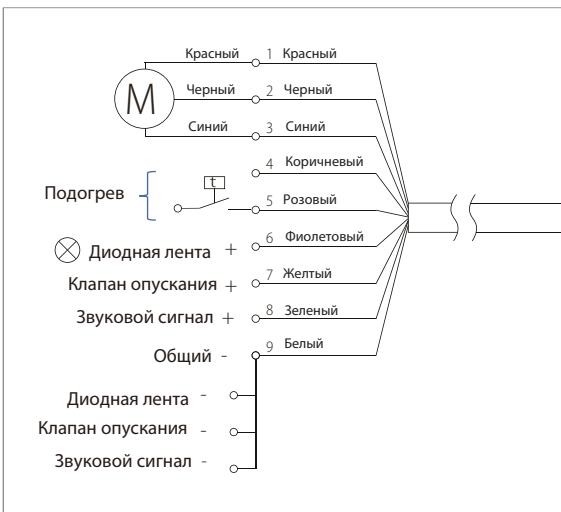 Красный 1 Красный
M
Черный 2 Черный
Синий 3 Синий
4 Коричневый
t
Подогрев
5 Розовый
Диодная лента + 6 Фиолетовый
Клапан опускания + 7 Желтый
Звуковой сигнал + 8 Зеленый
Общий - 9 Белый
Диодная лента -
Клапан опускания -
Звуковой сигнал -